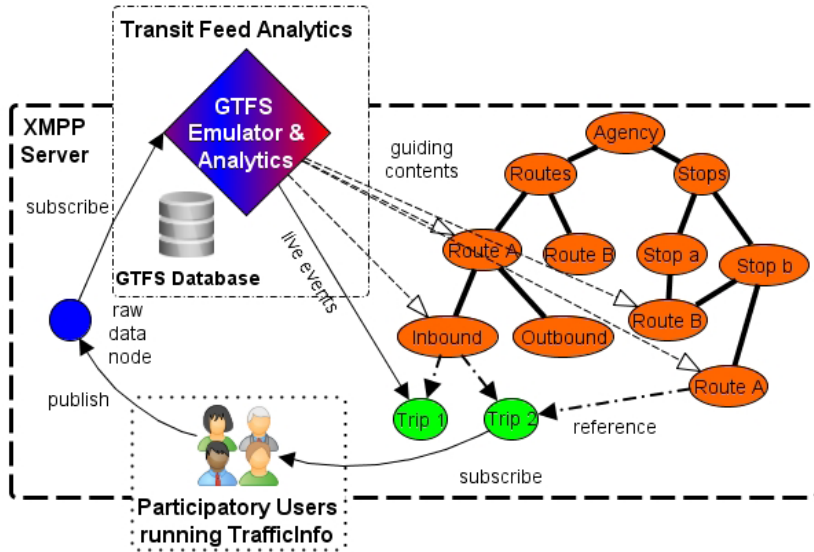 Transit Feed Analytics
GTFS
Emulator &
Analytics
XMPP
Server
subscribe
GTFS Database
live events
guiding
contents
Agency
Routes
Stops
Route A
Route B
Stop a
Stop b
Route B
Inbound
Outbound
Route A
raw
data
node
publish
Trip 1
Trip 2
reference
subscribe
Participatory Users
running TrafficInfo